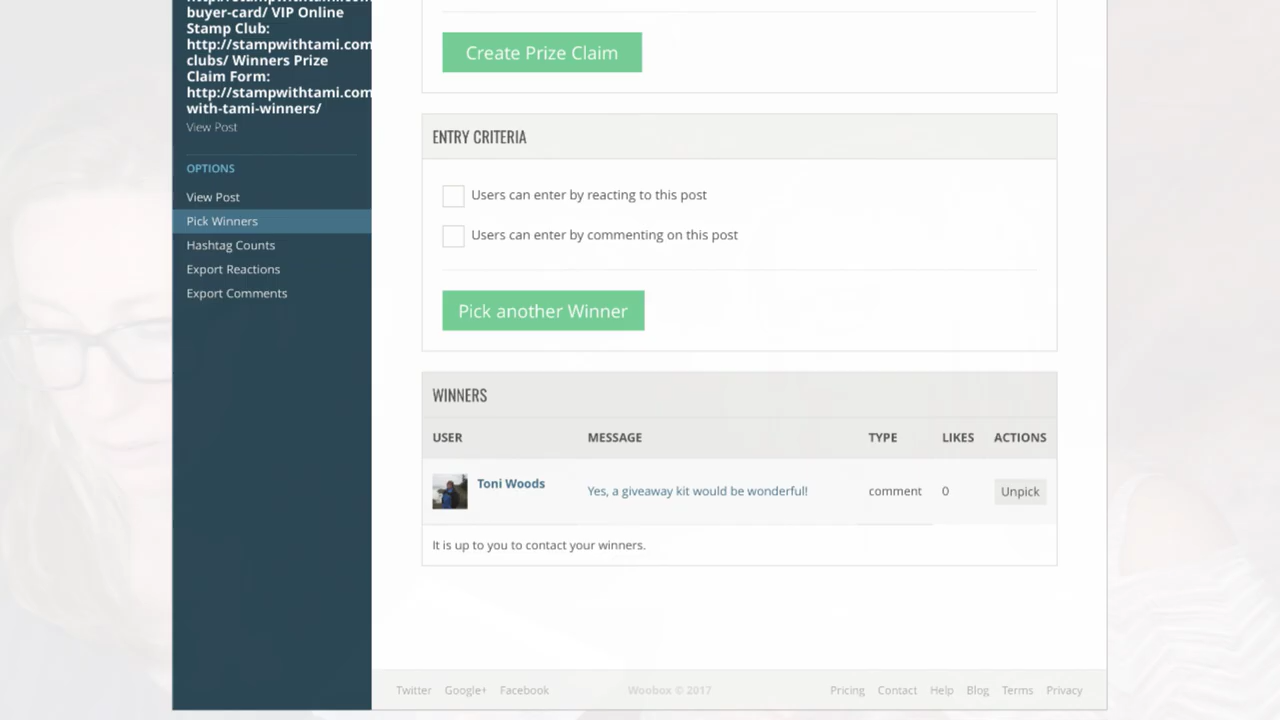 buyer-card/ VIP Online
Stamp Club:
http://stampwithtami.com
clubs/ Winners Prize
Claim Form:
http://stampwithtami.com
with-tami-winners/
View Post
OPTIONS
View Post
Pick Winners
Hashtag Counts
Export Reactions
Export Comments
Create Prize Claim
ENTRY CRITERIA
Users can enter by reacting to this post
Users can enter by commenting on this post
Pick another Winner
WINNERS
USER MESSAGE TYPE LIKES ACTIONS
Toni Woods Yes, a giveaway kit would be wonderful! comment 0 Unpick
It is up to you to contact your winners.
Twitter Google+ Facebook Woobox © 2017 Pricing Contact Help Blog Terms Privacy